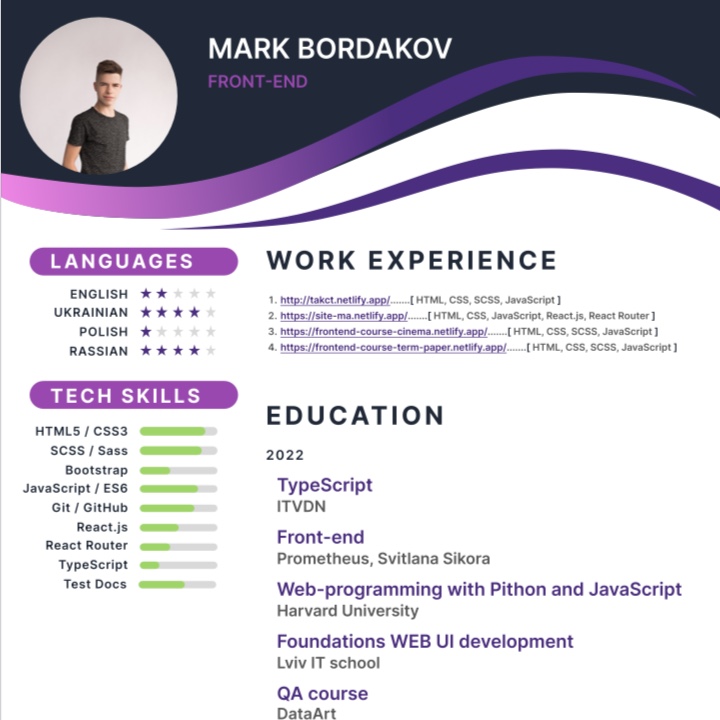 MARK BORDAKOV
FRONT-END
LANGUAGES
ENGLISH
UKRAINIAN
POLISH
RASSIAN
TECH SKILLS
HTML5 / CSS3
SCSS / Sass
Bootstrap
JavaScript / ES6
Git / GitHub
React.js
React Router
TypeScript
Test Docs
WORK EXPERIENCE
1. http://takct.netlify.app/.......[ HTML, CSS, SCSS, JavaScript ]
2. https://site-ma.netlify.app/.......[ HTML, CSS, JavaScript, React.js, React Router ]
3. https://frontend-course-cinema.netlify.app/.......[ HTML, CSS, SCSS, JavaScript ]
4. https://frontend-course-term-paper.netlify.app/.......[ HTML, CSS, SCSS, JavaScript ]
EDUCATION
2022
TypeScript
ITVDN
Front-end
Prometheus, Svitlana Sikora
Web-programming with Pithon and JavaScript
Harvard University
Foundations WEB UI development
Lviv IT school
QA course
DataArt